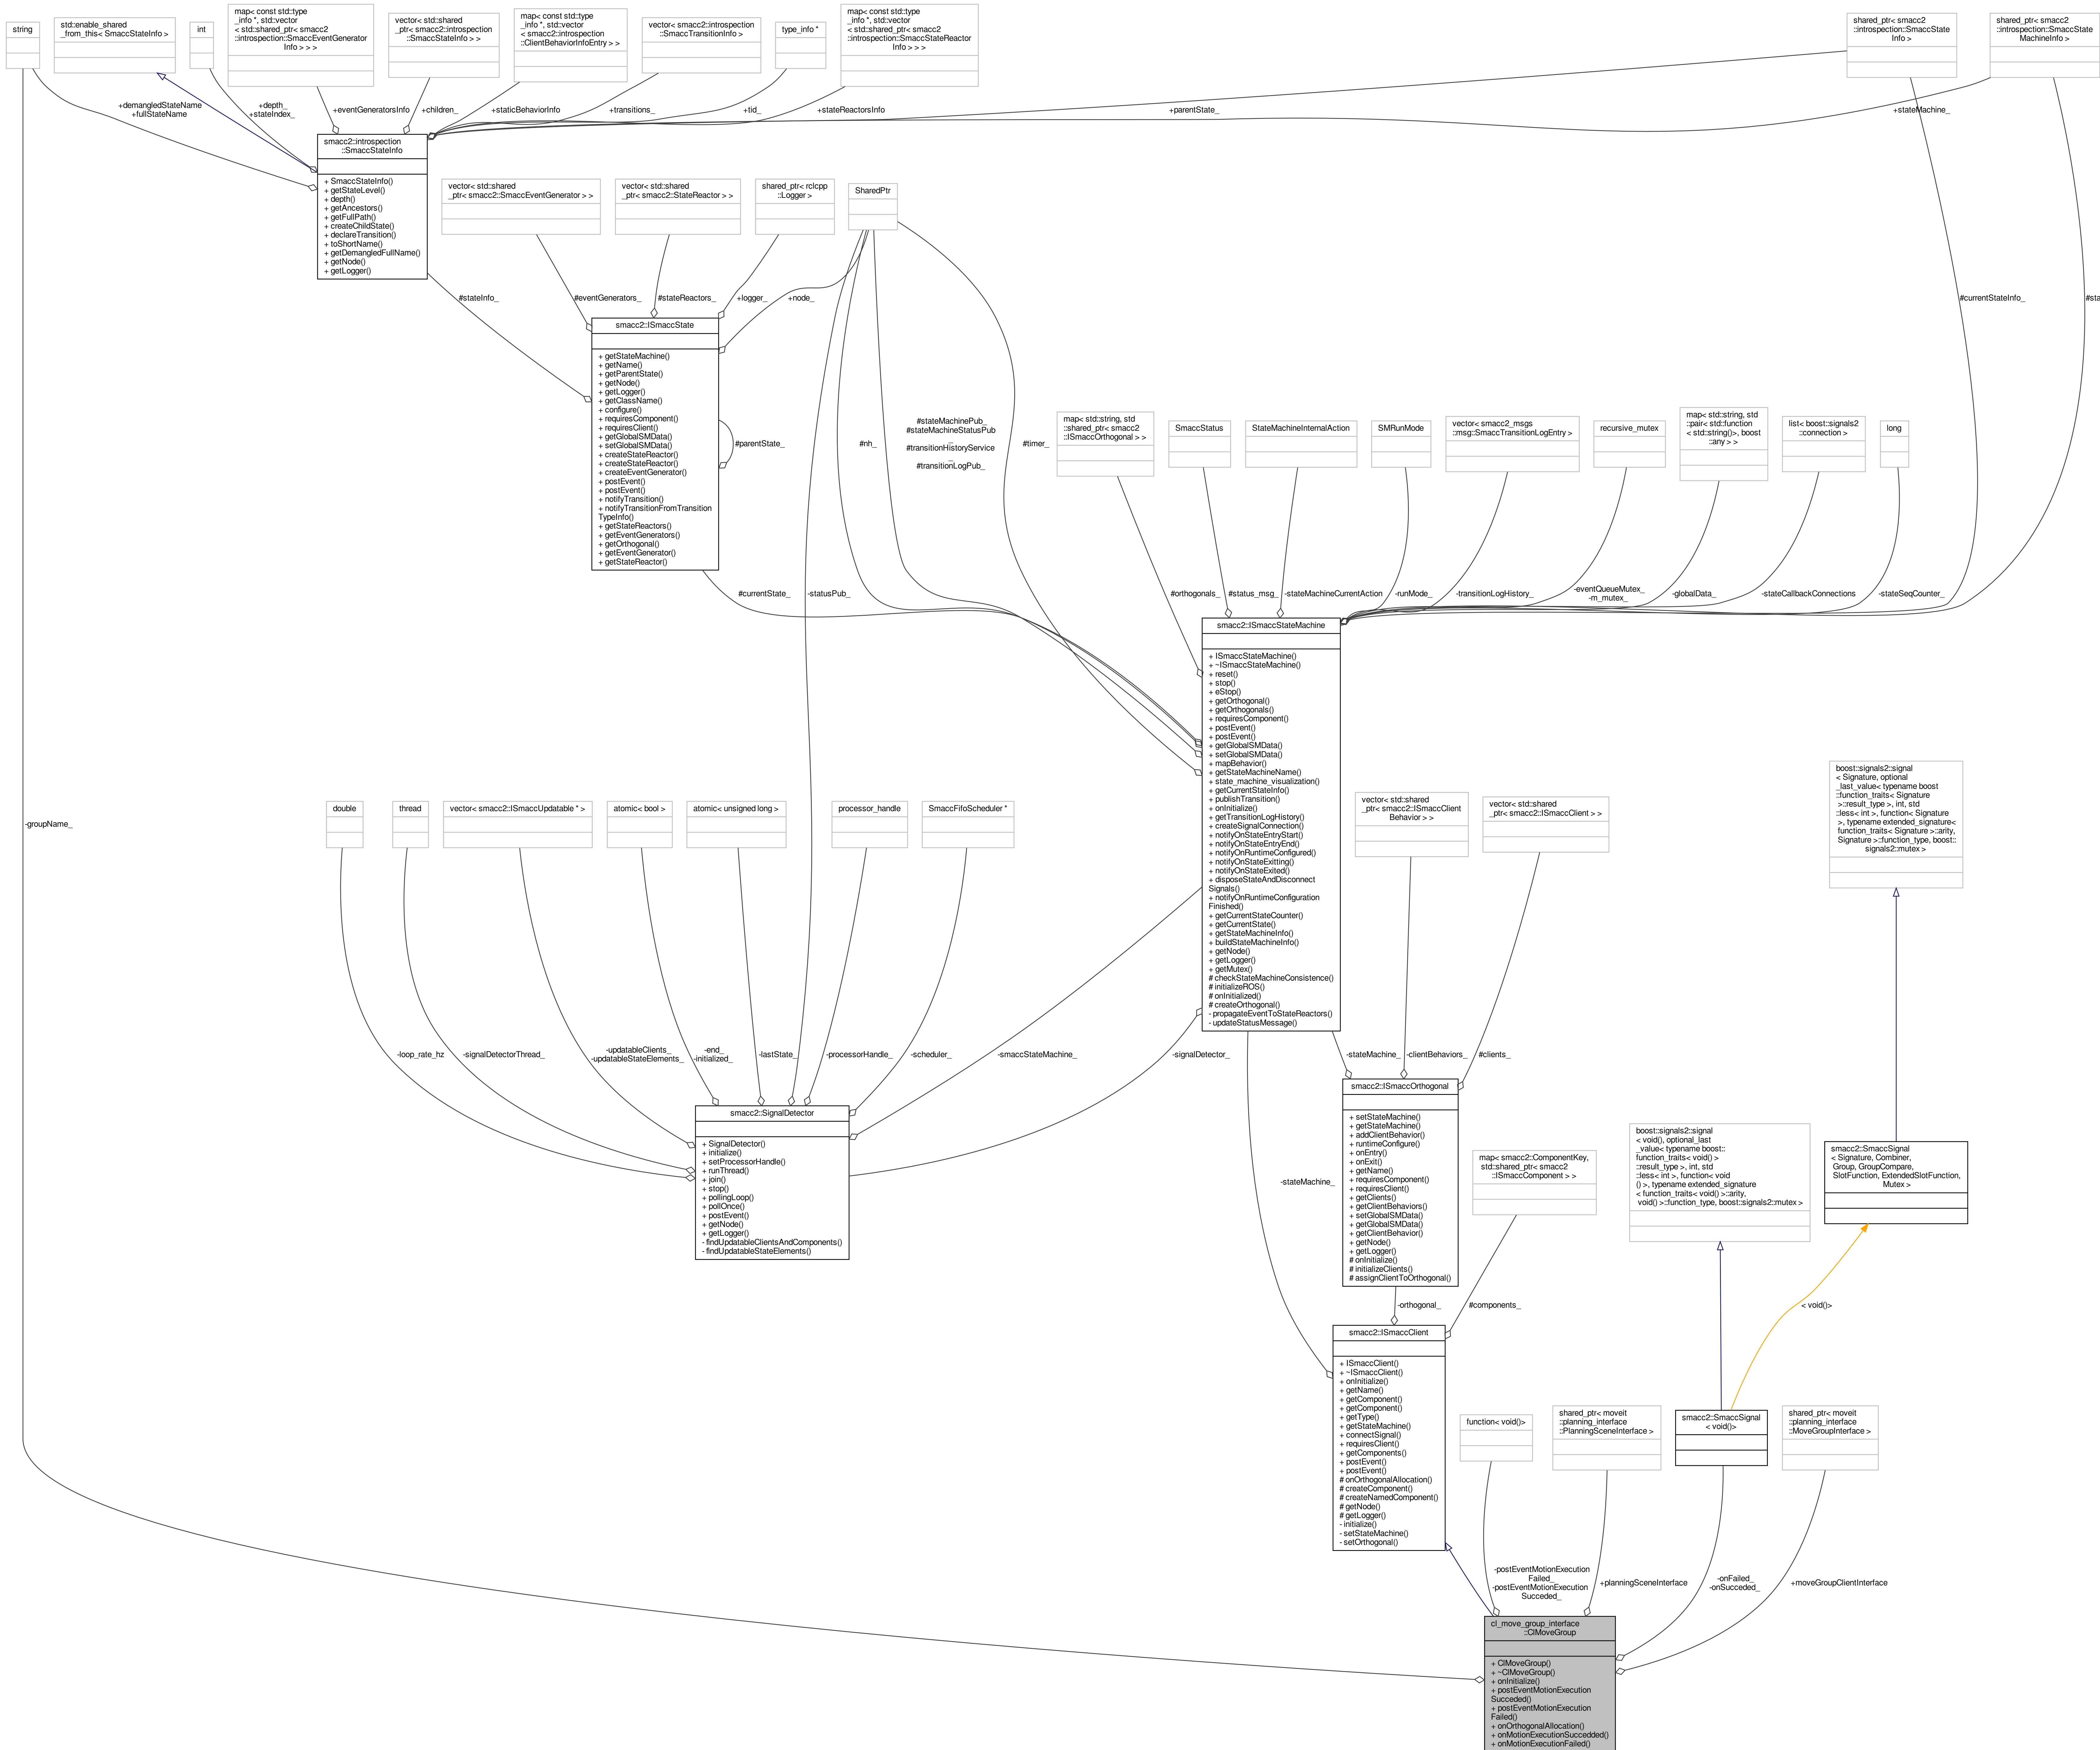 string
std::enable_shared
_from_this< SmaccStateInfo >
int
map< const std::type
_info *, std::vector
< std::shared_ptr< smacc2
::introspection::SmaccEventGenerator
Info > > >
vector< std::shared
_ptr< smacc2::introspection
::SmaccStateInfo > >
map< const std::type
_info *, std::vector
< smacc2::introspection
::ClientBehaviorInfoEntry > >
vector< smacc2::introspection
::SmaccTransitionInfo >
type_info *
map< const std::type
_info *, std::vector
< std::shared_ptr< smacc2
::introspection::SmaccStateReactor
Info > > >
shared_ptr< smacc2
::introspection::SmaccState
Info >
shared_ptr< smacc2
::introspection::SmaccState
MachineInfo >
+demangledStateName
+fullStateName
+depth_
+stateIndex_
+eventGeneratorsInfo
+children_
+staticBehaviorInfo
+transitions_
+tid_
+stateReactorsInfo
+parentState_
+stateMachine_
smacc2::introspection
::SmaccStateInfo
+ SmaccStateInfo()
+ getStateLevel()
+ depth()
+ getAncestors()
+ getFullPath()
+ createChildState()
+ declareTransition()
+ toShortName()
+ getDemangledFullName()
+ getNode()
+ getLogger()
vector< std::shared
_ptr< smacc2::SmaccEventGenerator > >
vector< std::shared
_ptr< smacc2::StateReactor > >
shared_ptr< rclcpp
::Logger >
SharedPtr
#stateInfo_
#eventGenerators_
#stateReactors_
+logger_
+node_
#currentStateInfo_
#sta
smacc2::ISmaccState
+ getStateMachine()
+ getName()
+ getParentState()
+ getNode()
+ getLogger()
+ getClassName()
+ configure()
+ requiresComponent()
+ requiresClient()
+ getGlobalSMData()
+ setGlobalSMData()
+ createStateReactor()
+ createStateReactor()
+ createEventGenerator()
+ postEvent()
+ postEvent()
+ notifyTransition()
+ notifyTransitionFromTransition
TypeInfo()
+ getStateReactors()
+ getEventGenerators()
+ getOrthogonal()
+ getEventGenerator()
+ getStateReactor()
#parentState_
#nh_
#stateMachinePub_
#stateMachineStatusPub
_
#transitionHistoryService
_
#transitionLogPub_
#timer_
map< std::string, std
::shared_ptr< smacc2
::ISmaccOrthogonal > >
SmaccStatus
StateMachineInternalAction
SMRunMode
vector< smacc2_msgs
::msg::SmaccTransitionLogEntry >
recursive_mutex
map< std::string, std
::pair< std::function
< std::string()>, boost
::any > >
list< boost::signals2
::connection >
long
#currentState_
-statusPub_
#orthogonals_
#status_msg_
-stateMachineCurrentAction
-runMode_
-transitionLogHistory_
-eventQueueMutex_
-m_mutex_
-globalData_
-stateCallbackConnections
-stateSeqCounter_
smacc2::ISmaccStateMachine
+ ISmaccStateMachine()
+ ~ISmaccStateMachine()
+ reset()
+ stop()
+ eStop()
+ getOrthogonal()
+ getOrthogonals()
+ requiresComponent()
+ postEvent()
+ postEvent()
+ getGlobalSMData()
+ setGlobalSMData()
+ mapBehavior()
+ getStateMachineName()
+ state_machine_visualization()
+ getCurrentStateInfo()
+ publishTransition()
+ onInitialize()
+ getTransitionLogHistory()
+ createSignalConnection()
+ notifyOnStateEntryStart()
+ notifyOnStateEntryEnd()
+ notifyOnRuntimeConfigured()
+ notifyOnStateExitting()
+ notifyOnStateExited()
+ disposeStateAndDisconnect
Signals()
+ notifyOnRuntimeConfiguration
Finished()
+ getCurrentStateCounter()
+ getCurrentState()
+ getStateMachineInfo()
+ buildStateMachineInfo()
+ getNode()
+ getLogger()
+ getMutex()
# checkStateMachineConsistence()
# initializeROS()
# onInitialized()
# createOrthogonal()
- propagateEventToStateReactors()
- updateStatusMessage()
-groupName_
double
thread
vector< smacc2::ISmaccUpdatable * >
atomic< bool >
atomic< unsigned long >
processor_handle
SmaccFifoScheduler *
vector< std::shared
_ptr< smacc2::ISmaccClient
Behavior > >
vector< std::shared
_ptr< smacc2::ISmaccClient > >
boost::signals2::signal
< Signature, optional
_last_value< typename boost
::function_traits< Signature
>::result_type >, int, std
::less< int >, function< Signature
>, typename extended_signature<
function_traits< Signature >::arity,
Signature >::function_type, boost::
signals2::mutex >
-loop_rate_hz
-signalDetectorThread_
-updatableClients_
-updatableStateElements_
-end_
-initialized_
-lastState_
-processorHandle_
-scheduler_
-smaccStateMachine_
-signalDetector_
-stateMachine_
-clientBehaviors_
#clients_
smacc2::SignalDetector
+ SignalDetector()
+ initialize()
+ setProcessorHandle()
+ runThread()
+ join()
+ stop()
+ pollingLoop()
+ pollOnce()
+ postEvent()
+ getNode()
+ getLogger()
- findUpdatableClientsAndComponents()
- findUpdatableStateElements()
smacc2::ISmaccOrthogonal
+ setStateMachine()
+ getStateMachine()
+ addClientBehavior()
+ runtimeConfigure()
+ onEntry()
+ onExit()
+ getName()
+ requiresComponent()
+ requiresClient()
+ getClients()
+ getClientBehaviors()
+ setGlobalSMData()
+ getGlobalSMData()
+ getClientBehavior()
+ getNode()
+ getLogger()
# onInitialize()
# initializeClients()
# assignClientToOrthogonal()
map< smacc2::ComponentKey,
std::shared_ptr< smacc2
::ISmaccComponent > >
boost::signals2::signal
< void(), optional_last
_value< typename boost::
function_traits< void() >
::result_type >, int, std
::less< int >, function< void
() >, typename extended_signature
< function_traits< void() >::arity,
void() >::function_type, boost::signals2::mutex >
smacc2::SmaccSignal
< Signature, Combiner,
Group, GroupCompare,
SlotFunction, ExtendedSlotFunction,
Mutex >
-stateMachine_
-orthogonal_
#components_
< void()>
smacc2::ISmaccClient
+ ISmaccClient()
+ ~ISmaccClient()
+ onInitialize()
+ getName()
+ getComponent()
+ getComponent()
+ getType()
+ getStateMachine()
+ connectSignal()
+ requiresClient()
+ getComponents()
+ postEvent()
+ postEvent()
# onOrthogonalAllocation()
# createComponent()
# createNamedComponent()
# getNode()
# getLogger()
- initialize()
- setStateMachine()
- setOrthogonal()
function< void()>
shared_ptr< moveit
::planning_interface
::PlanningSceneInterface >
smacc2::SmaccSignal
< void()>
shared_ptr< moveit
::planning_interface
::MoveGroupInterface >
-postEventMotionExecution
Failed_
-postEventMotionExecution
Succeded_
+planningSceneInterface
-onFailed_
-onSucceded_
+moveGroupClientInterface
cl_move_group_interface
::ClMoveGroup
+ ClMoveGroup()
+ ~ClMoveGroup()
+ onInitialize()
+ postEventMotionExecution
Succeded()
+ postEventMotionExecution
Failed()
+ onOrthogonalAllocation()
+ onMotionExecutionSuccedded()
+ onMotionExecutionFailed()